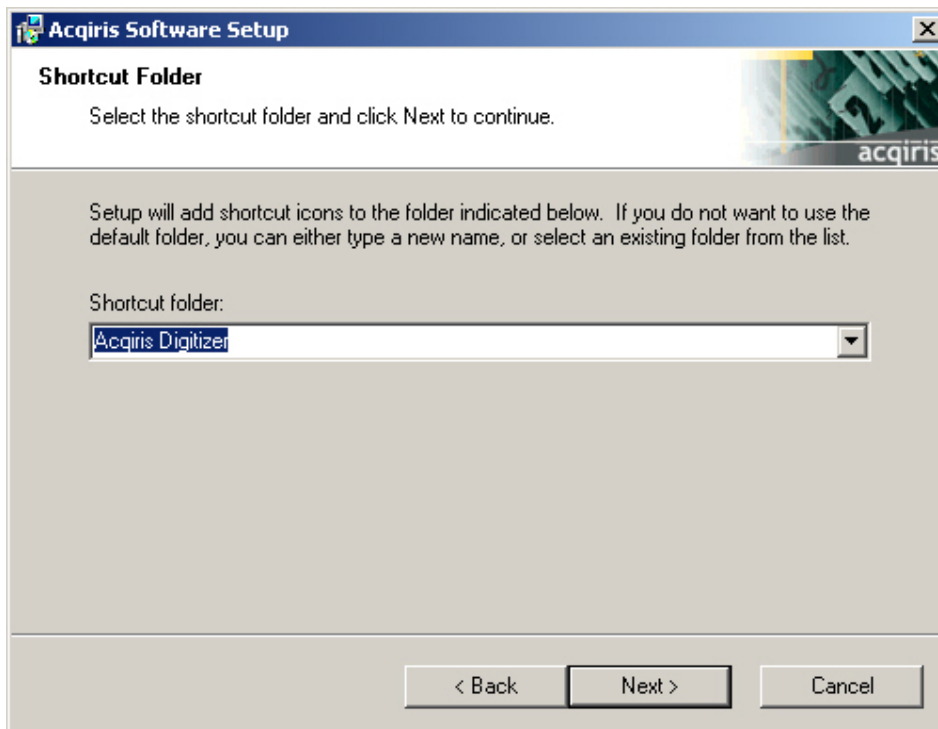 Acqiris Software Setup
Shortcut Folder
Select the shortcut folder and click Next to continue.
acqiris
Setup will add shortcut icons to the folder indicated below.  If you do not want to use the
default folder, you can either type a new name, or select an existing folder from the list.
Shortcut folder:
Acqiris Digitizer
< Back
Next >
Cancel